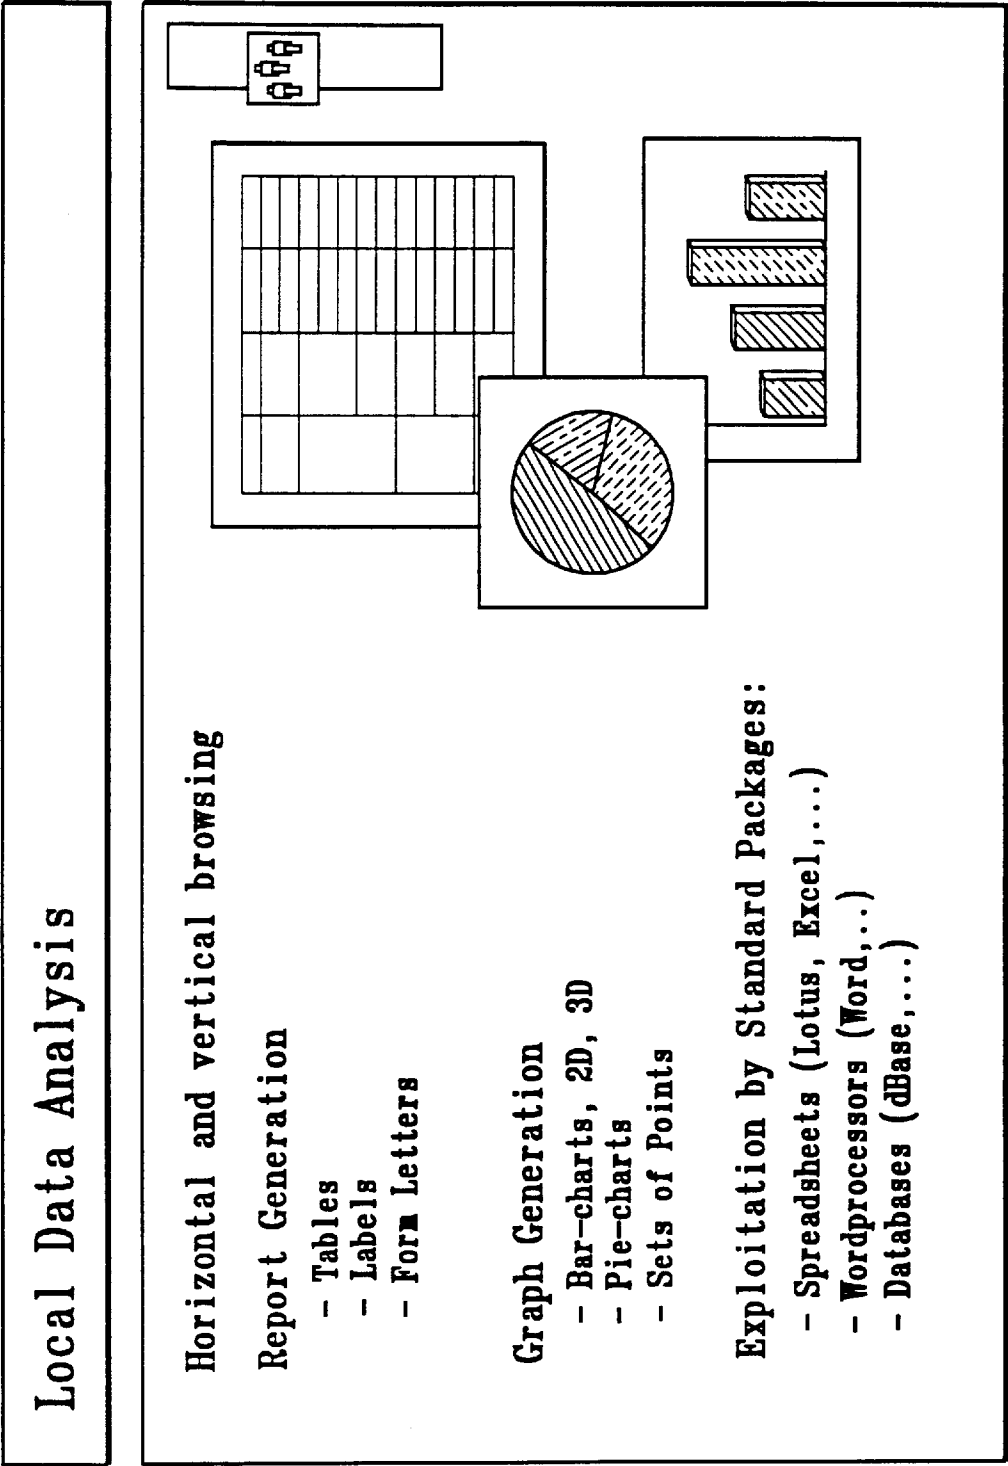 Local Data Analysis
Horizontal and vertical browsing
Report Generation
- Tables
- Labels
- Form Letters
Graph Generation
- Bar-charts, 2D, 3D
- Pie-charts
- Sets of Points
Exploitation by Standard Packages:
- Spreadsheets (Lotus, Excel,...)
- Wordprocessors (Word,..)
- Databases (dBase,...)